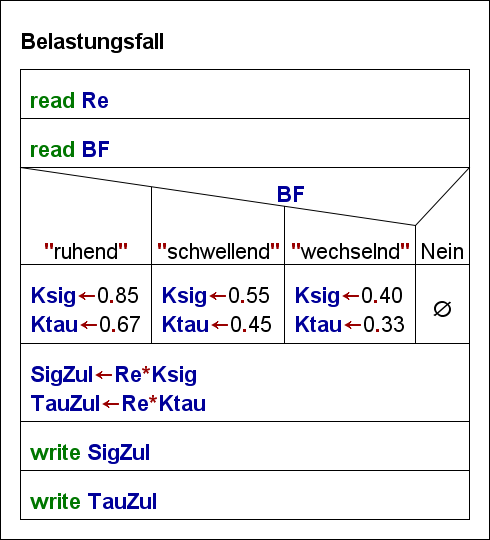 Belastungsfall
read Re
read BF
BF
"ruhend" "schwellend" "wechselnd" Nein
Ksig←0.85 Ksig←0.55 Ksig←0.40
Ktau←0.67 Ktau←0.45 Ktau←0.33
∅
SigZul←Re*Ksig
TauZul←Re*Ktau
write SigZul
write TauZul